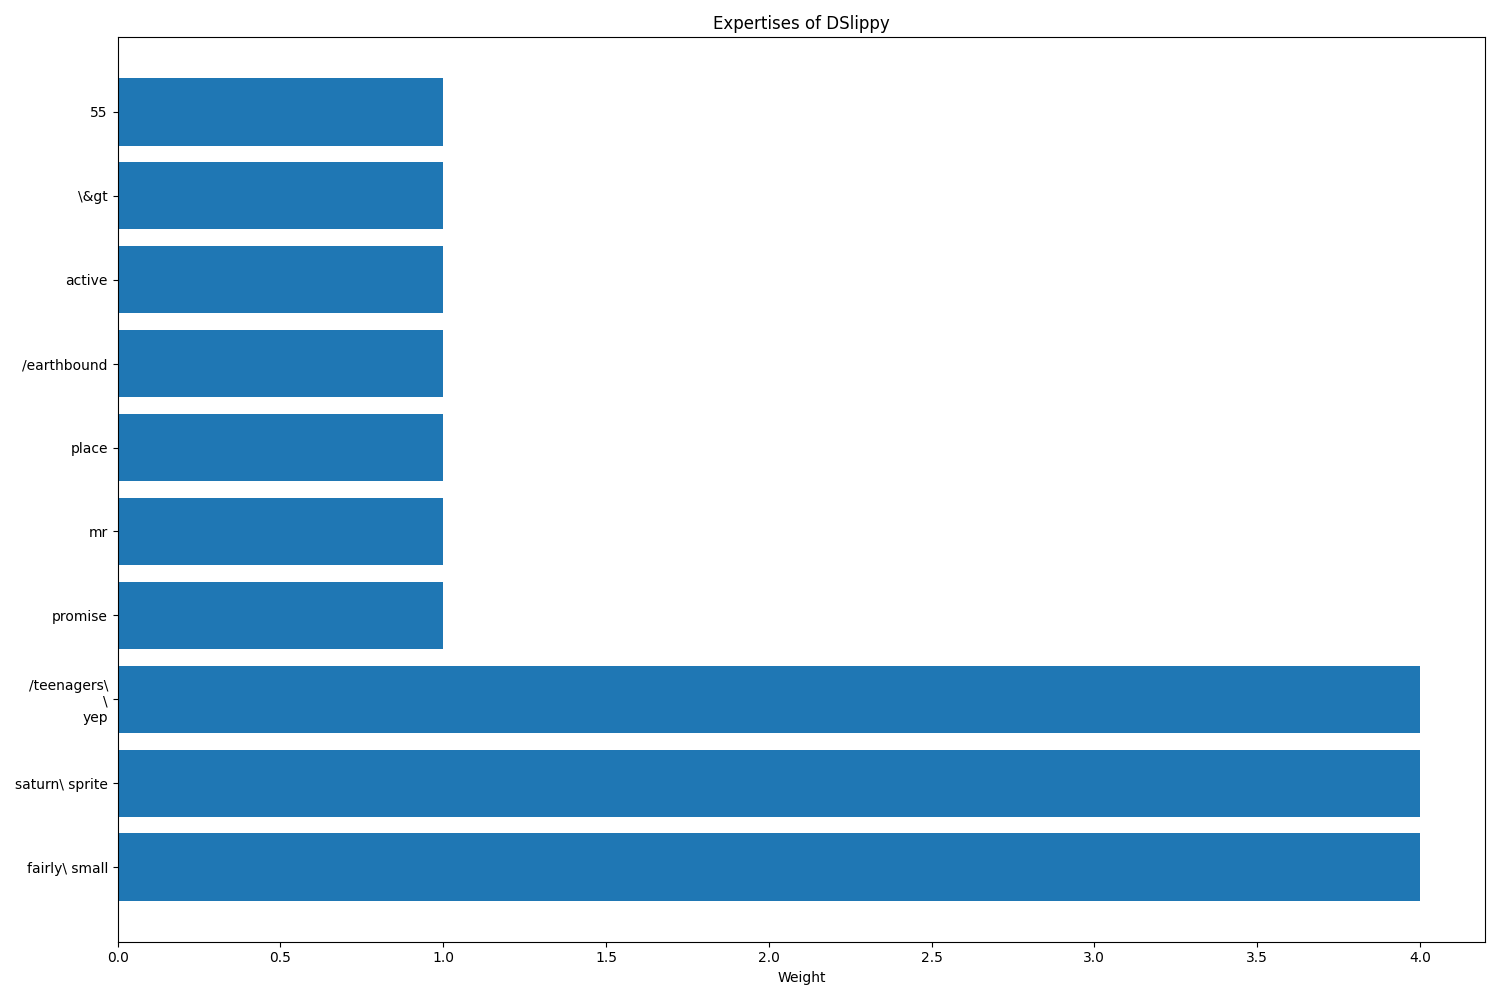 Expertises of DSlippy
55
\&gt
active
/earthbound
place
mr
promise
/teenagers\
\
yep
saturn\ sprite
fairly\ small
0.0 0.5 1.0 1.5 2.0 2.5 3.0 3.5 4.0
Weight